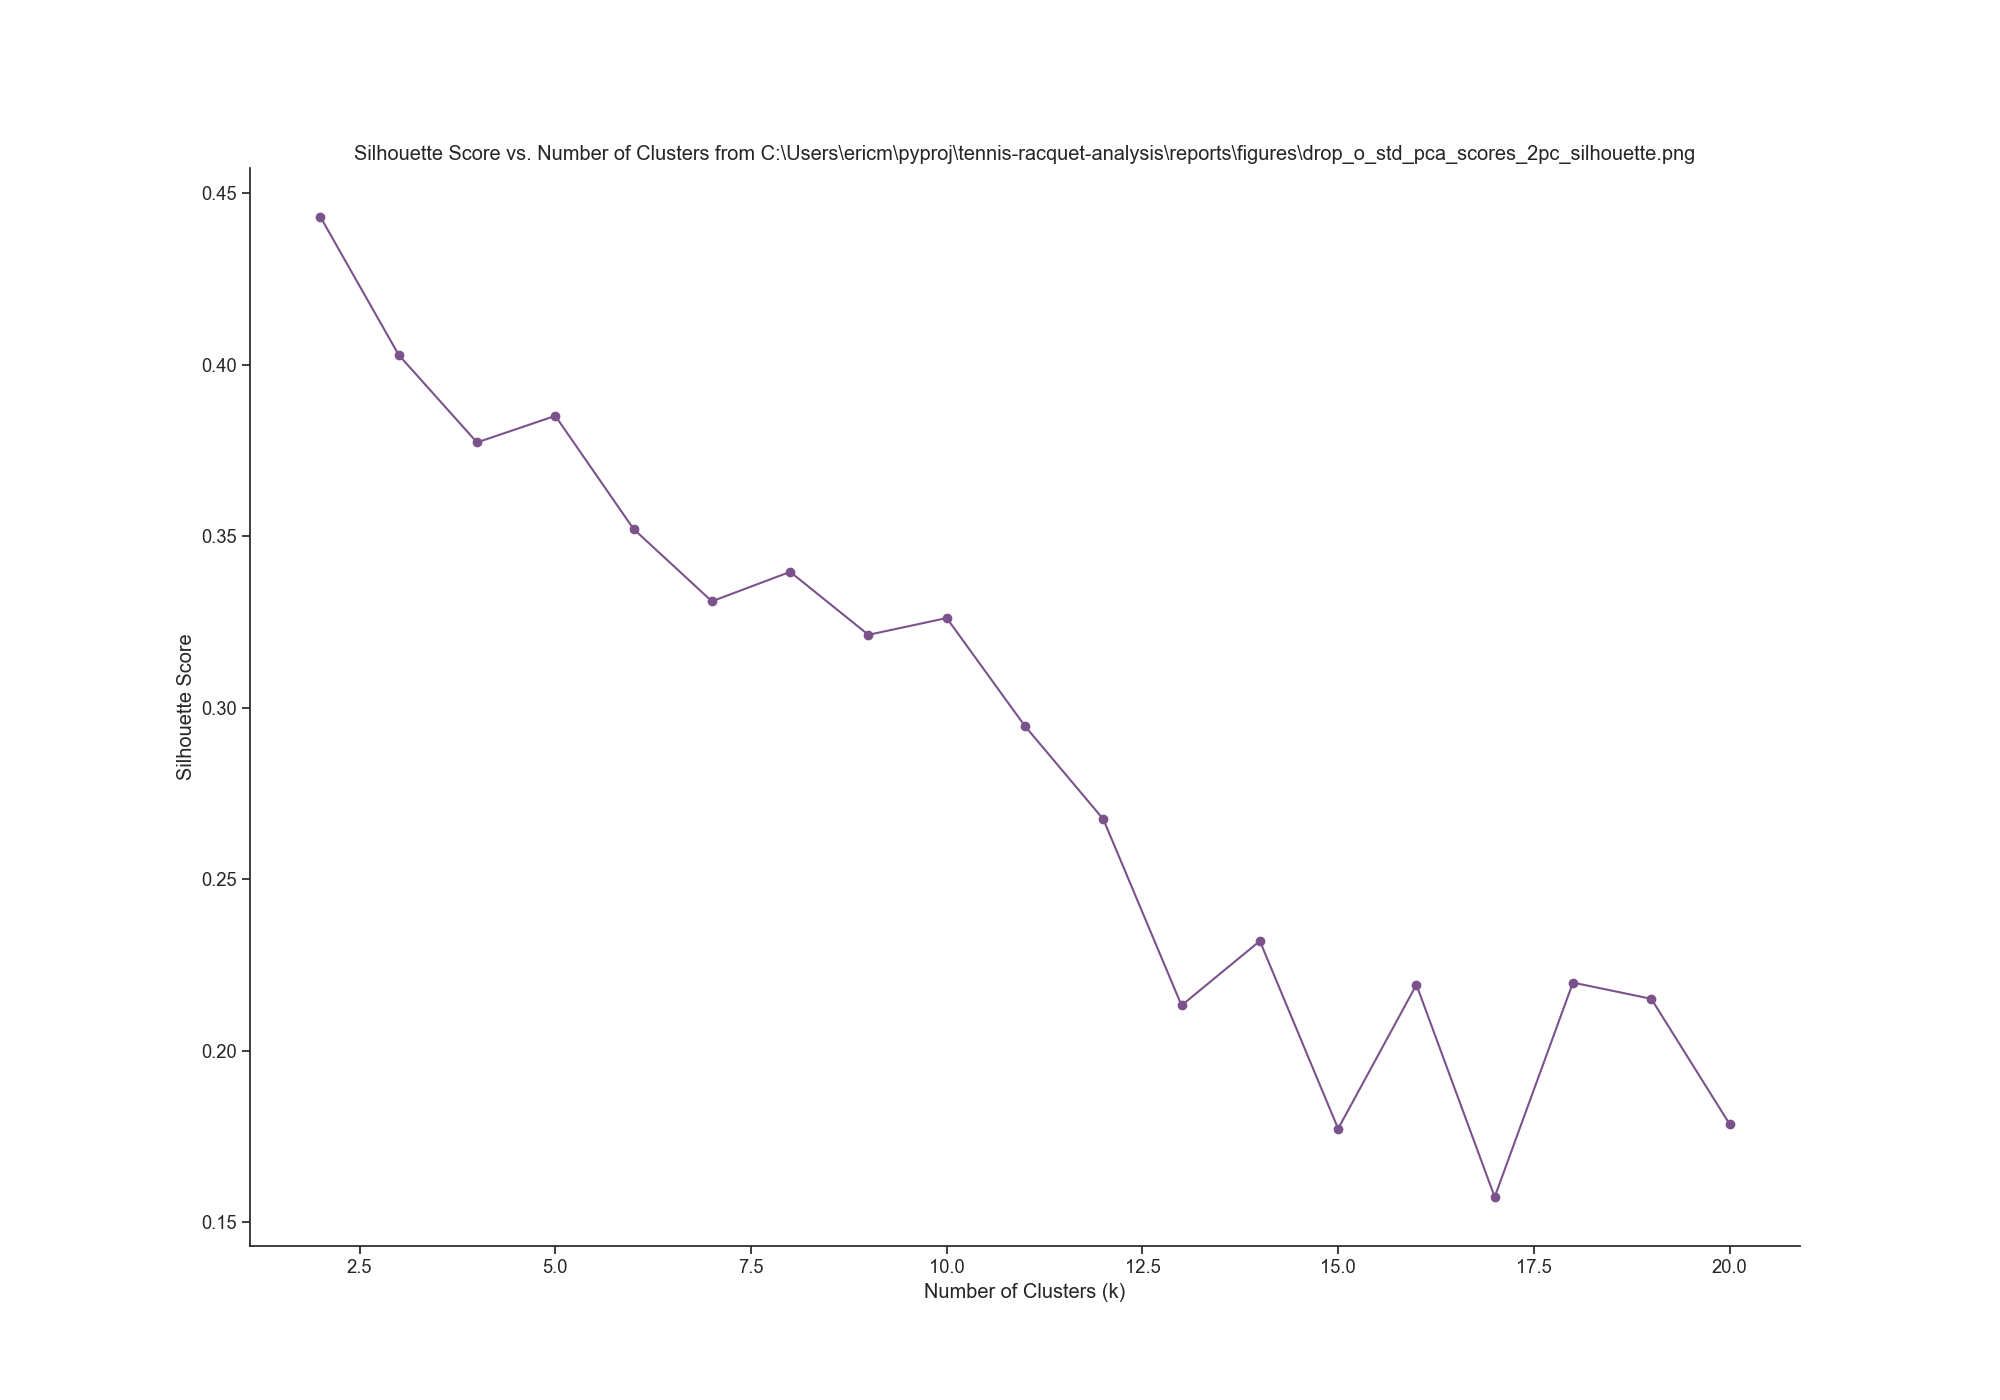 Silhouette Score vs. Number of Clusters from C:\Users\ericm\pyproj\tennis-racquet-analysis\reports\figures\drop_o_std_pca_scores_2pc_silhouette.png
0.45
0.40
0.35
0.30
0.25
0.20
0.15
Silhouette Score
2.5 5.0 7.5 10.0 12.5 15.0 17.5 20.0
Number of Clusters (k)